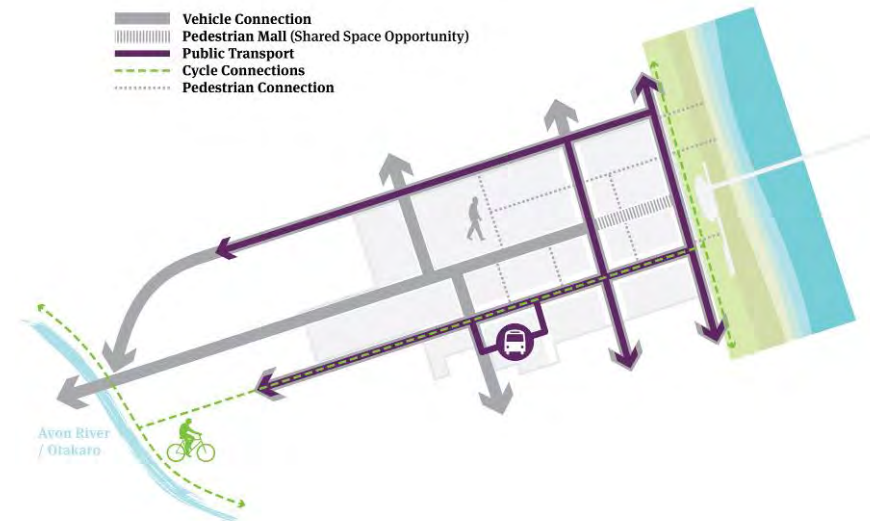 Vehicle Connection
Pedestrian Mall (Shared Space Opportunity)
Public Transport
Cycle Connections
Pedestrian Connection
Avon River
/ Otakaro